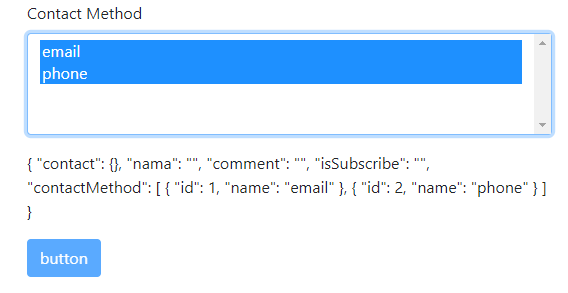 Contact Method
email
phone
{ "contact": {}, "nama": "", "comment": "", "isSubscribe": "",
"contactMethod": [ { "id": 1, "name": "email" }, { "id": 2, "name": "phone" } ]
}
button